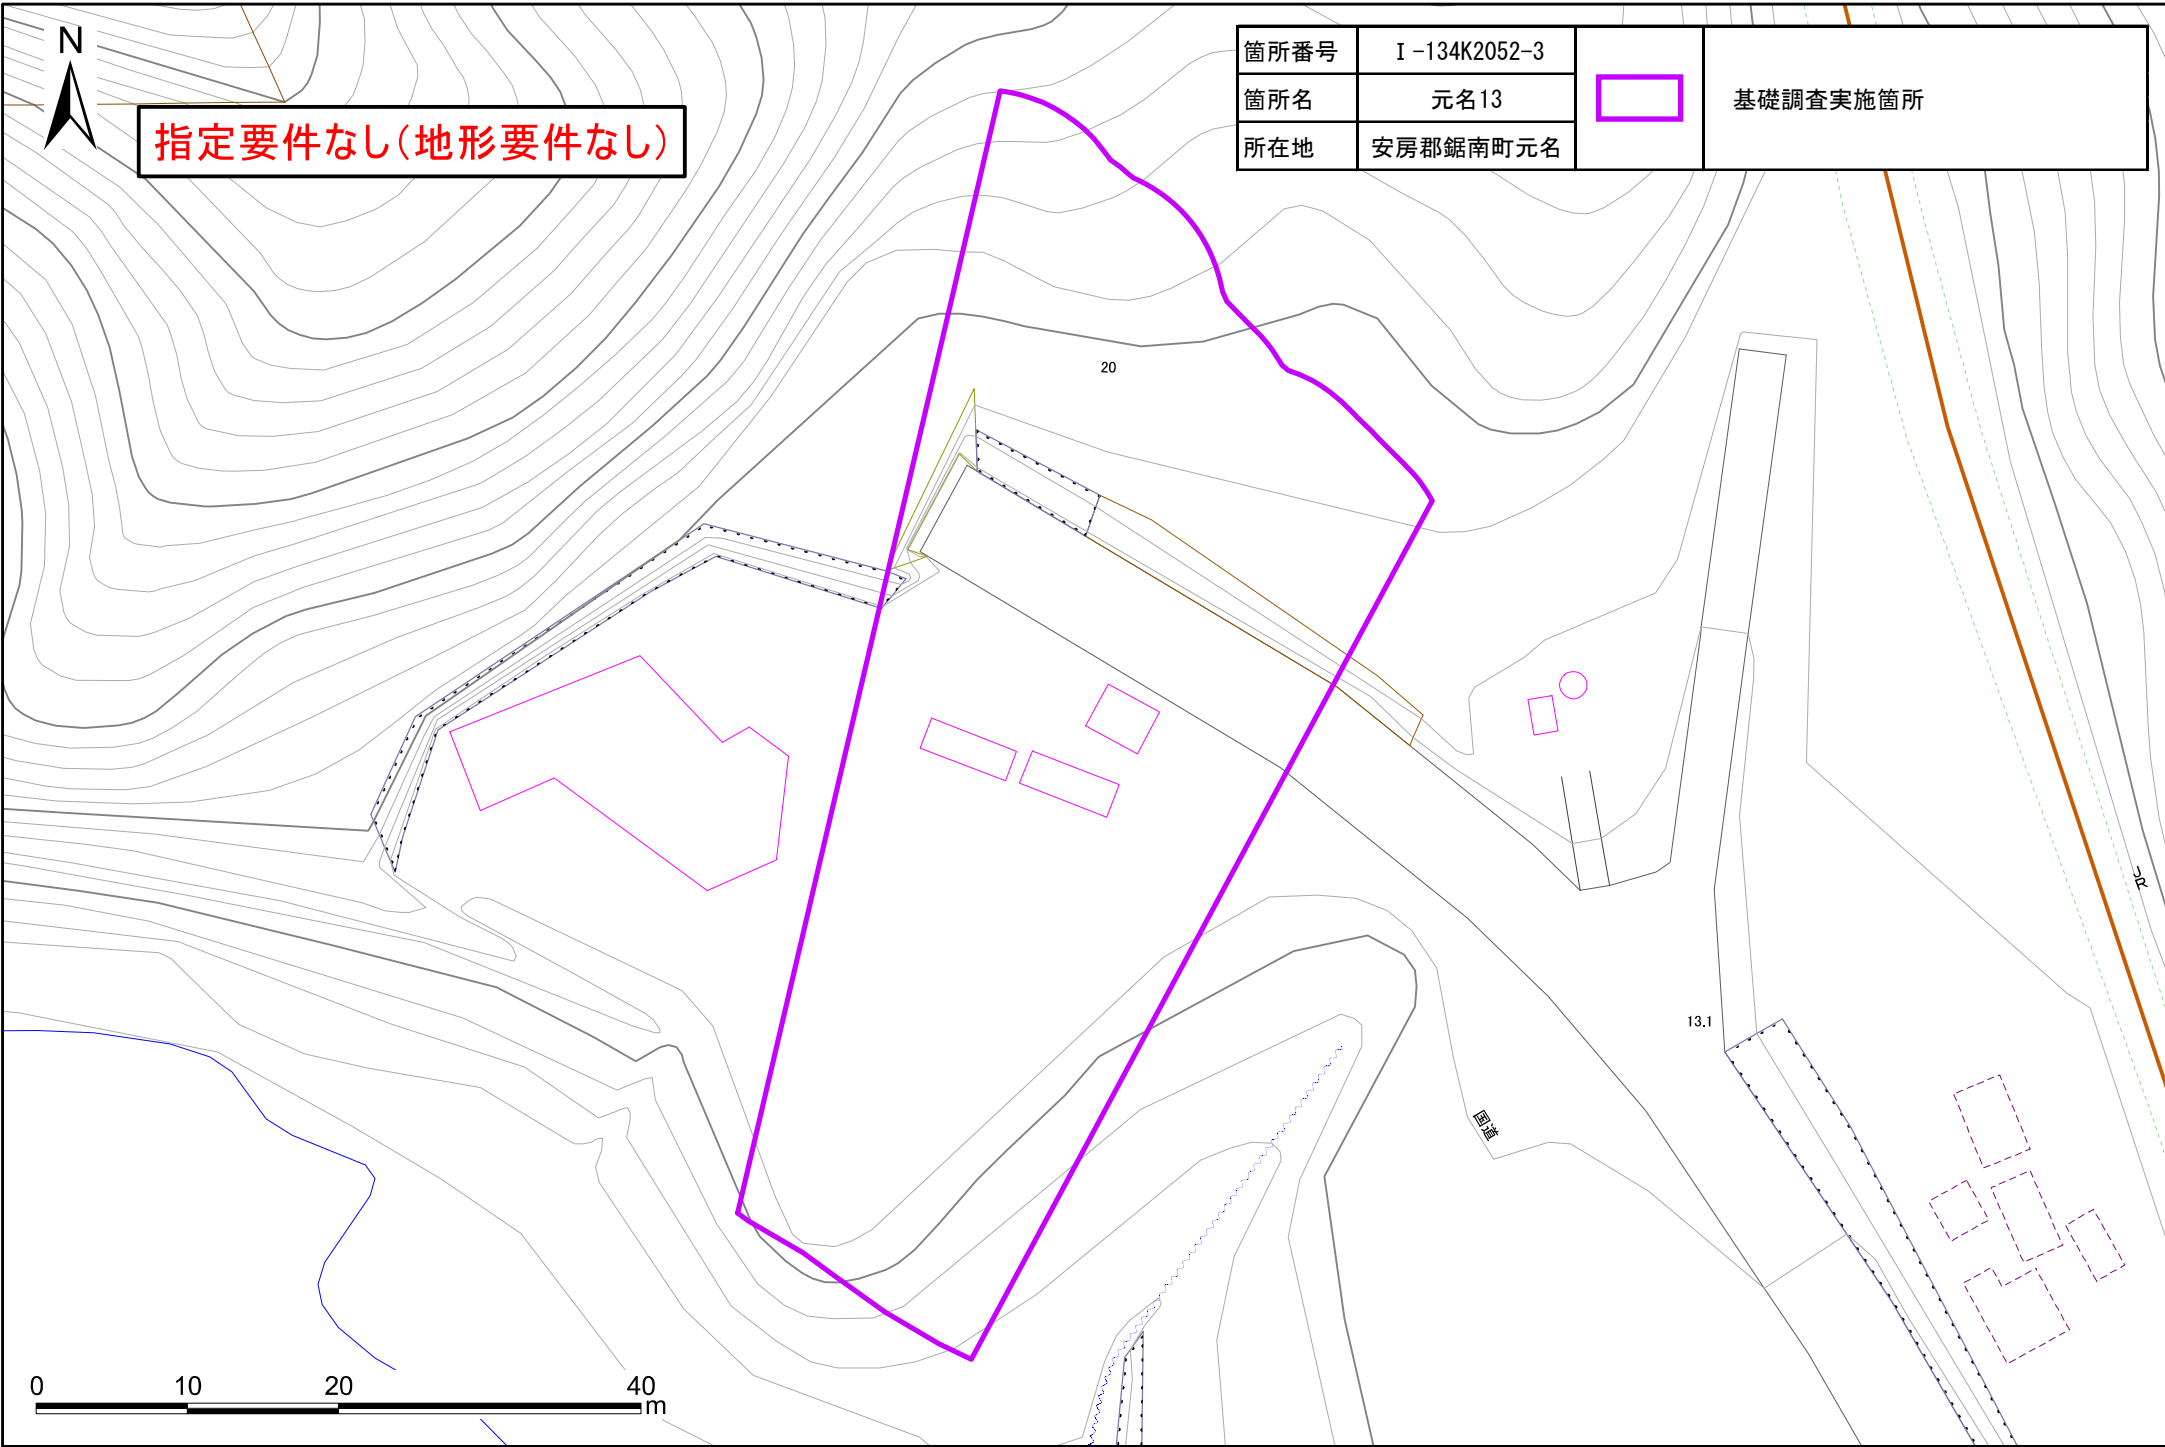 N
指定要件なし(地形要件なし)
箇所番号 Ⅰ-134K2052-3
箇所名 元名13
所在地 安房郡鋸南町元名
基礎調査実施箇所
20
13.1
国道
JR
0 10 20 40
m